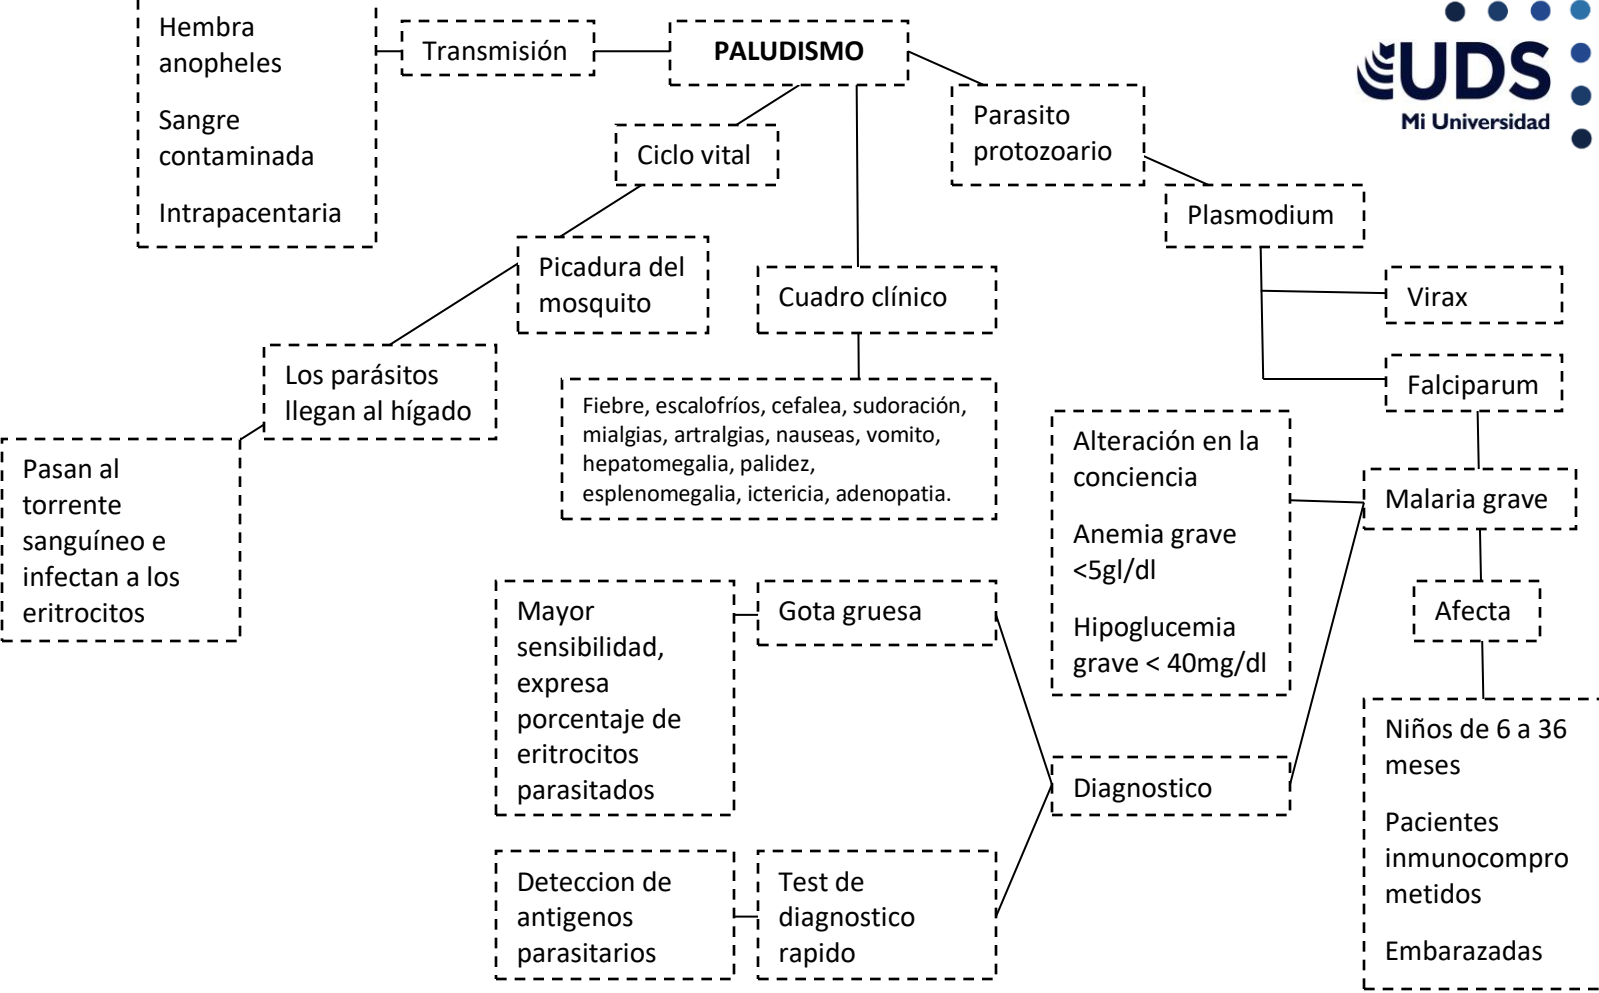 Hembra
anopheles
Sangre
contaminada
Intrapacentaria
Transmisión
PALUDISMO
UDS
Mi Universidad
Parasito
protozoario
Ciclo vital
Plasmodium
Picadura del
mosquito
Cuadro clínico
Virax
Falciparum
Los parásitos
llegan al hígado
Fiebre, escalofríos, cefalea, sudoración,
mialgias, artralgias, nauseas, vomito,
hepatomegalia, palidez,
esplenomegalia, ictericia, adenopatia.
Pasan al
torrente
sanguíneo e
infectan a los
eritrocitos
Alteración en la
conciencia
Anemia grave
<5gl/dl
Hipoglucemia
grave < 40mg/dl
Malaria grave
Afecta
Mayor
sensibilidad,
expresa
porcentaje de
eritrocitos
parasitados
Gota gruesa
Niños de 6 a 36
meses
Pacientes
inmunocompro
metidos
Embarazadas
Diagnostico
Deteccion de
antigenos
parasitarios
Test de
diagnostico
rapido